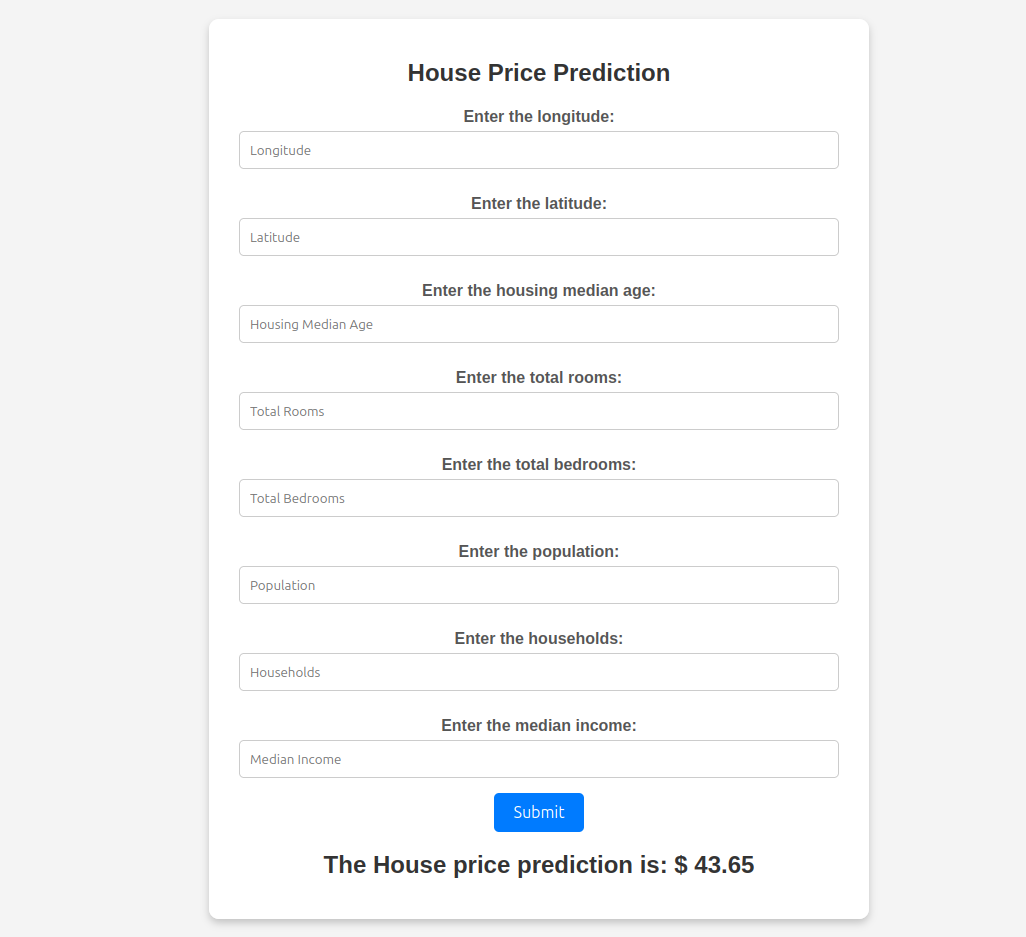 House Price Prediction
Enter the longitude:
Longitude
Enter the latitude:
Latitude
Enter the housing median age:
Housing Median Age
Enter the total rooms:
Total Rooms
Enter the total bedrooms:
Total Bedrooms
Enter the population:
Population
Enter the households:
Households
Enter the median income:
Median Income
Submit
The House price prediction is: $ 43.65